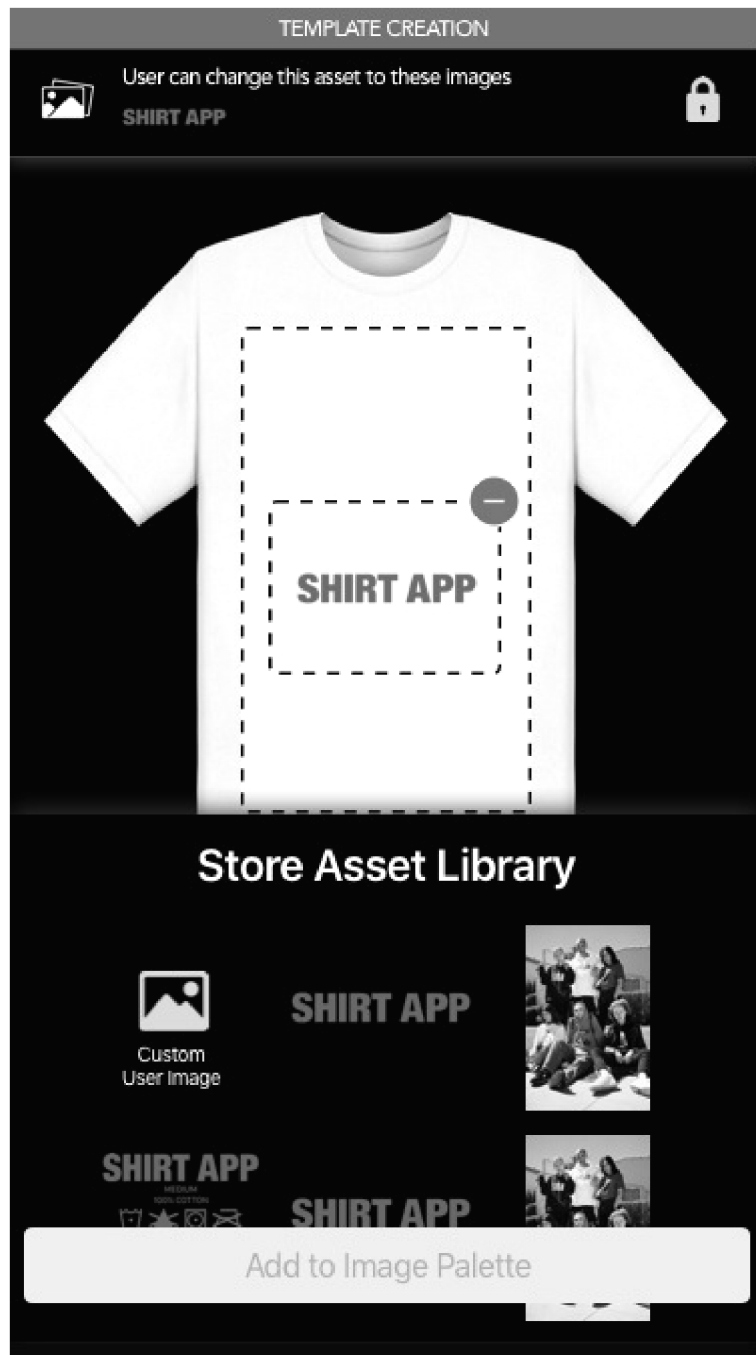 TEMPLATE CREATION
User can change this asset to these images
SHIRT APP
SHIRT APP
Store Asset Library
Custom
User Image
SHIRT APP
SHIRT APP
MEDIUM
100% COTTON
SHIRT APP
Add to Image Palette